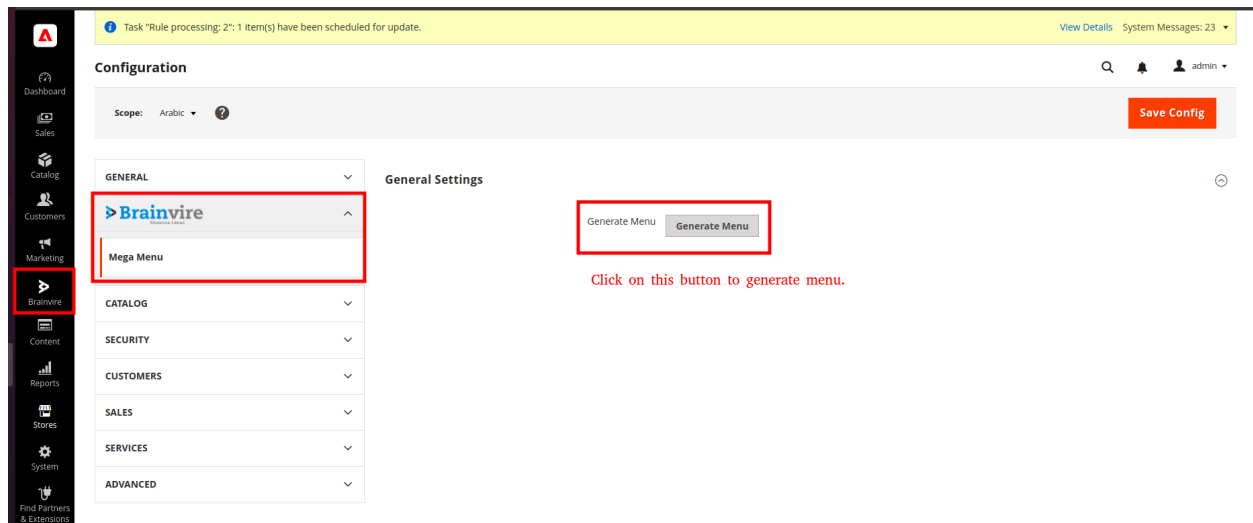 Task "Rule processing: 2": 1 item(s) have been scheduled for update.
View Details System Messages: 23
Configuration
admin
Dashboard
Scope: Arabic ?
Save Config
Sales
Catalog
GENERAL
General Settings
Customers
Brainvire
Generate Menu Generate Menu
Marketing
Mega Menu
Click on this button to generate menu.
Brainvire
CATALOG
Content
SECURITY
Reports
CUSTOMERS
Stores
SALES
System
SERVICES
ADVANCED
Find Partners
& Extensions